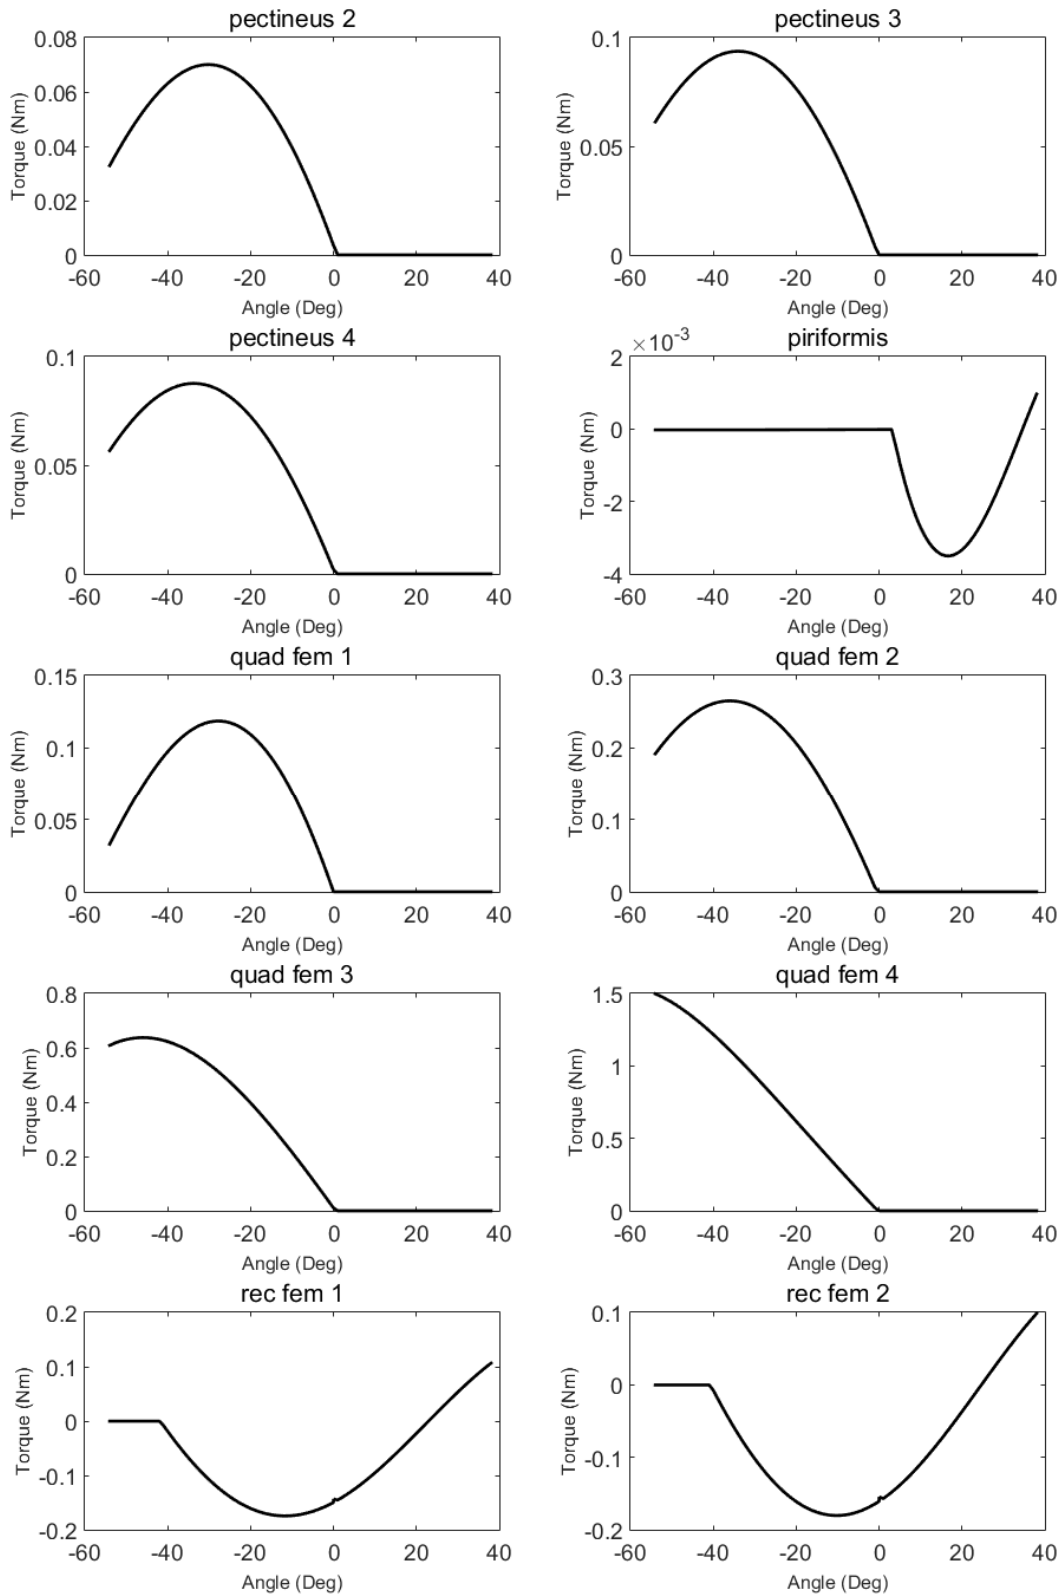 pectineus 2
0.08
0.06
0.04
0.02
0
Torque (Nm)
-60 -40 -20 0 20 40
Angle (Deg)
pectineus 3
0.1
0.05
0
Torque (Nm)
-60 -40 -20 0 20 40
Angle (Deg)
pectineus 4
0.1
0.05
0
Torque (Nm)
-60 -40 -20 0 20 40
Angle (Deg)
piriformis
×10⁻³
2
0
-2
-4
Torque (Nm)
-60 -40 -20 0 20 40
Angle (Deg)
quad fem 1
0.15
0.1
0.05
0
Torque (Nm)
-60 -40 -20 0 20 40
Angle (Deg)
quad fem 2
0.3
0.2
0.1
0
Torque (Nm)
-60 -40 -20 0 20 40
Angle (Deg)
quad fem 3
0.8
0.6
0.4
0.2
0
Torque (Nm)
-60 -40 -20 0 20 40
Angle (Deg)
quad fem 4
1.5
1
0.5
0
Torque (Nm)
-60 -40 -20 0 20 40
Angle (Deg)
rec fem 1
0.2
0.1
0
-0.1
-0.2
Torque (Nm)
-60 -40 -20 0 20 40
Angle (Deg)
rec fem 2
0.1
0
-0.1
-0.2
Torque (Nm)
-60 -40 -20 0 20 40
Angle (Deg)